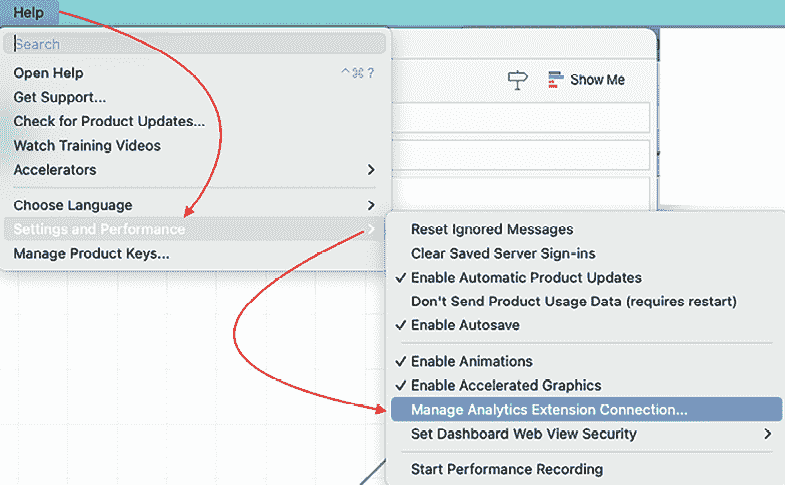 Help
Search
Open Help ^⌘?
Get Support...
Show Me
Check for Product Updates...
Watch Training Videos
Accelerators
Choose Language
Settings and Performance
Manage Product Keys...
Reset Ignored Messages
Clear Saved Server Sign-ins
✓ Enable Automatic Product Updates
Don't Send Product Usage Data (requires restart)
✓ Enable Autosave
✓ Enable Animations
✓ Enable Accelerated Graphics
Manage Analytics Extension Connection...
Set Dashboard Web View Security
Start Performance Recording